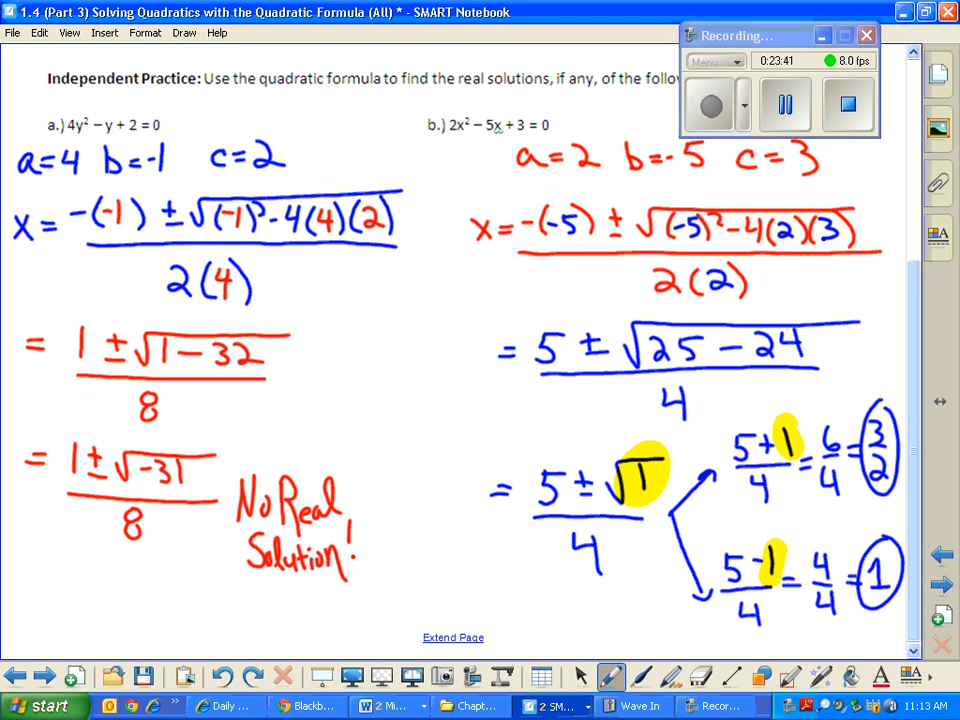 1.4 (Part 3) Solving Quadratics with the Quadratic Formula (All) * - SMART Notebook
File Edit View Insert Format Draw Help
Recording...
Menu 0:23:41 8.0 fps
Independent Practice: Use the quadratic formula to find the real solutions, if any, of the follow
a.) 4y² – y + 2 = 0
a=4 b=-1 c=2
x = -(-1) ± √(-1)²-4(4)(2)
2(4)
= 1 ± √1-32
8
= 1 ± √-31
8
No Real
Solution!
b.) 2x² – 5x + 3 = 0
a=2 b=-5 c=3
x = -(-5) ± √(-5)²-4(2)(3)
2(2)
= 5 ± √25-24
4
= 5 ± √1
4
5+1 = 6 = 3
4 4 2
5-1 = 4 = 1
4 4
Extend Page
start Daily ... Blackb... 2 Mi... Chapt... 2 SM... Wave In Recor... 11:13 AM